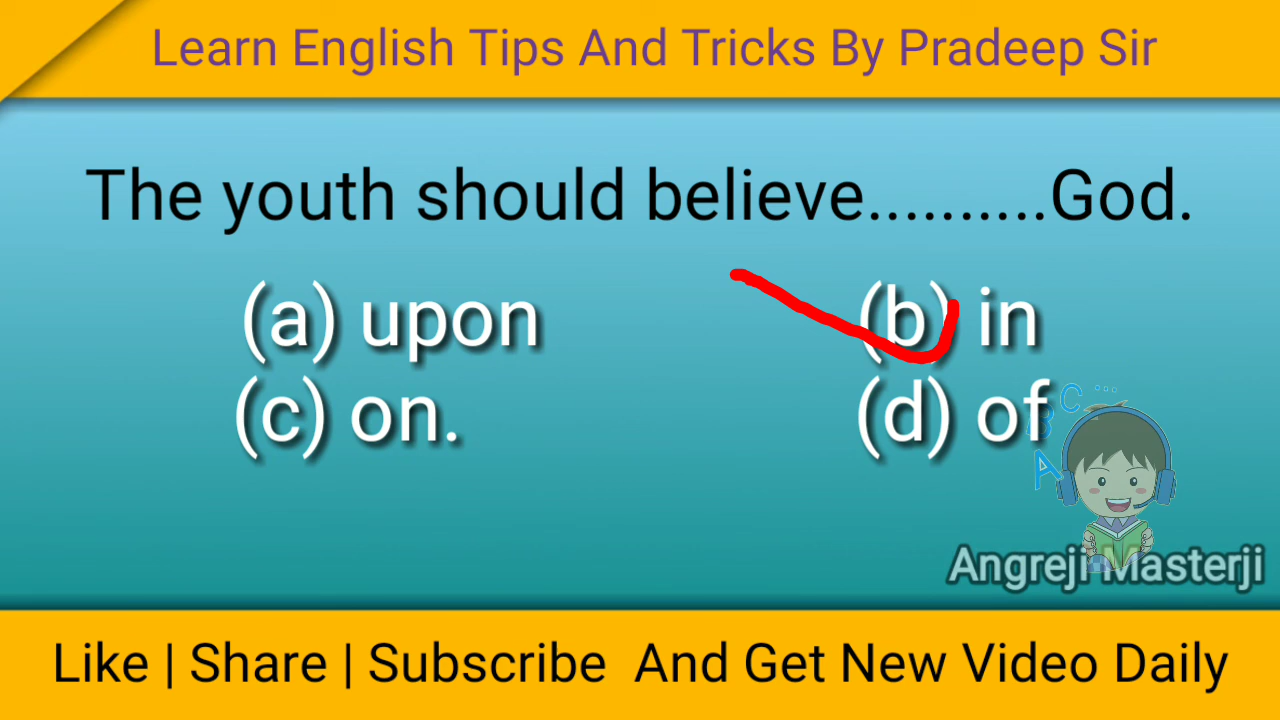 Learn English Tips And Tricks By Pradeep Sir
The youth should believe..........God.
(a) upon (b) in
(c) on. (d) of
C ...
B
A
Angreji Masterji
Like | Share | Subscribe And Get New Video Daily